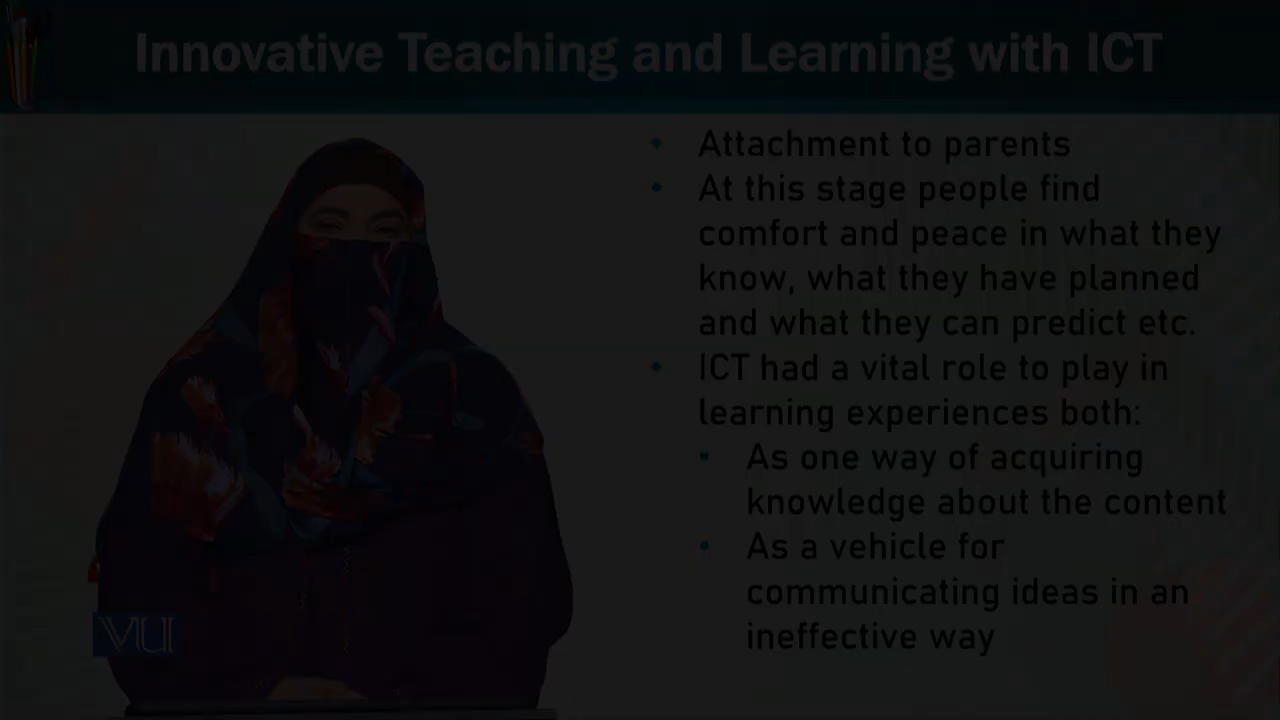 Innovative Teaching and Learning with ICT
• Attachment to parents
• At this stage people find
comfort and peace in what they
know, what they have planned
and what they can predict etc.
• ICT had a vital role to play in
learning experiences both:
• As one way of acquiring
knowledge about the content
• As a vehicle for
communicating ideas in an
ineffective way
VU